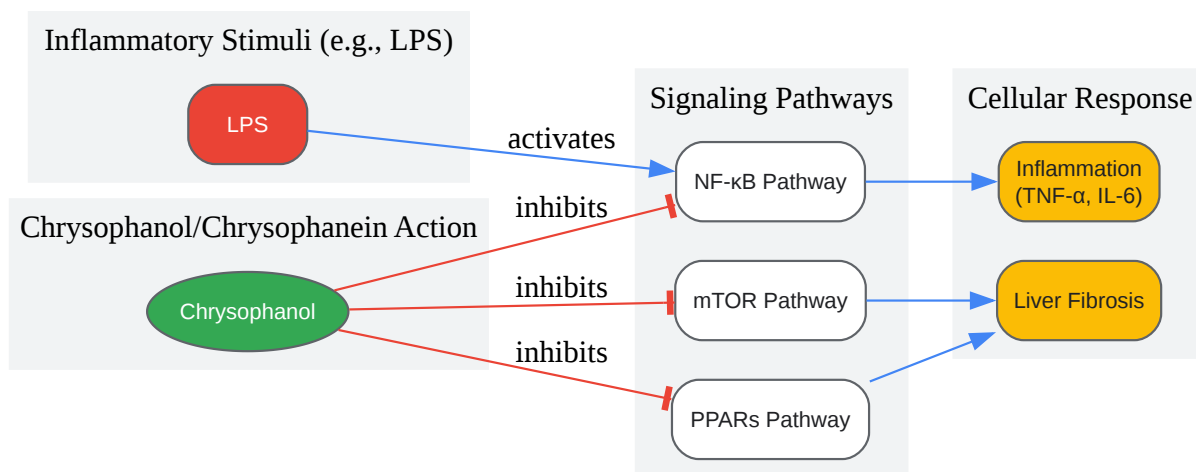 Inflammatory Stimuli (e.g., LPS)
LPS
Chrysophanol/Chrysophanein Action
Chrysophanol
activates
inhibits
inhibits
inhibits
Signaling Pathways
NF-κB Pathway
mTOR Pathway
PPARs Pathway
Cellular Response
Inflammation
(TNF-α, IL-6)
Liver Fibrosis